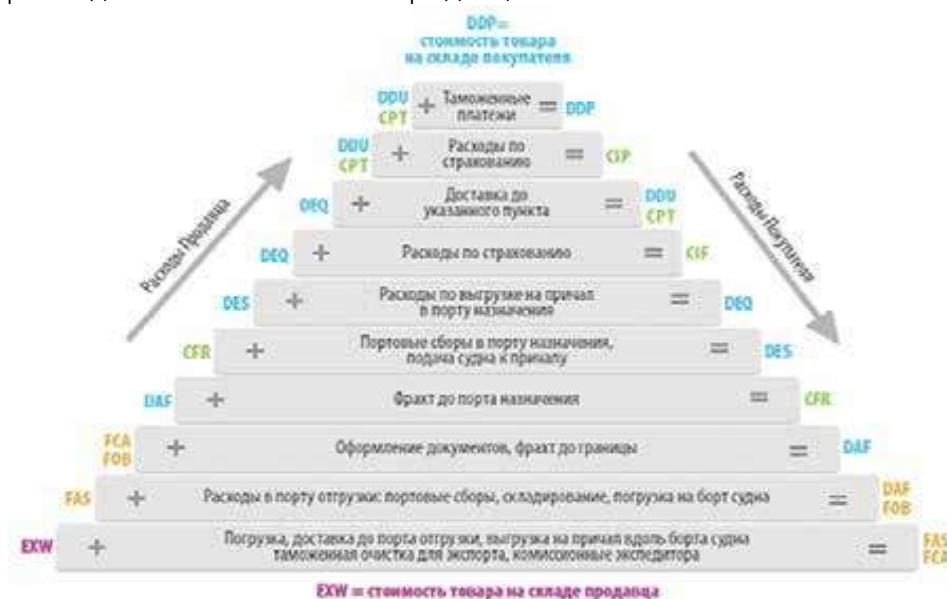 DDP =
стоимость товара
на складе покупателя
DDU
CPT
+
Таможенные
платежи
=
DDP
DDU
CPT
+
Расходы по
страхованию
=
CIP
DEQ
+
Доставка до
указанного пункта
=
DDU
CPT
DEQ
+
Расходы по страхованию
=
CIF
DES
+
Расходы по выгрузке на причал
в порту назначения
=
DEQ
CFR
+
Портовые сборы в порту назначения,
подача судна к причалу
=
DES
DAF
+
Фрахт до порта назначения
=
CFR
FCA
FOB
+
Оформление документов, фрахт до границы
=
DAF
FAS
+
Расходы в порту отгрузки: портовые сборы, складирование, погрузка на борт судна
=
DAF
FOB
EXW
+
Погрузка, доставка до порта отгрузки, выгрузка на причал вдоль борта судна
таможенная очистка для экспорта, комиссионные экспедитора
=
FAS
FCA
EXW = стоимость товара на складе продавца
Расходы Продавца
Расходы Покупателя